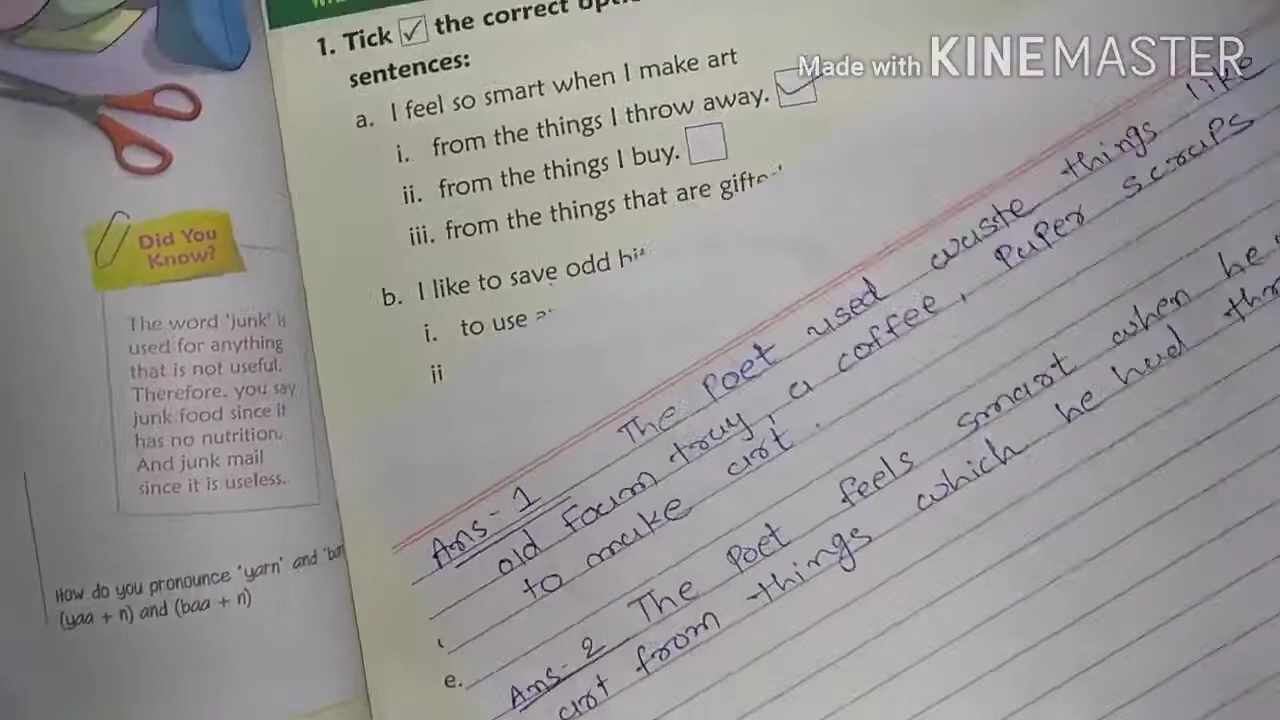 Made with KINEMASTER
1. Tick ✓ the correct
sentences:
a. I feel so smart when I make art
i. from the things I throw away. ✓
ii. from the things I buy.
iii. from the things that are
b. I like to save odd
i. to use
ii
Did You
Know?
The word 'junk' is
used for anything
that is not useful.
Therefore, you say
junk food since it
has no nutrition.
And junk mail
since it is useless.
How do you pronounce 'yarn' and
(yaa + n) and (baa + n)
e.
Ans - 1 The Poet used waste things like
old Foum tray, a coffee, Paper scraps
to make art.
Ans - 2 The Poet feels smart when he
art from things which he had